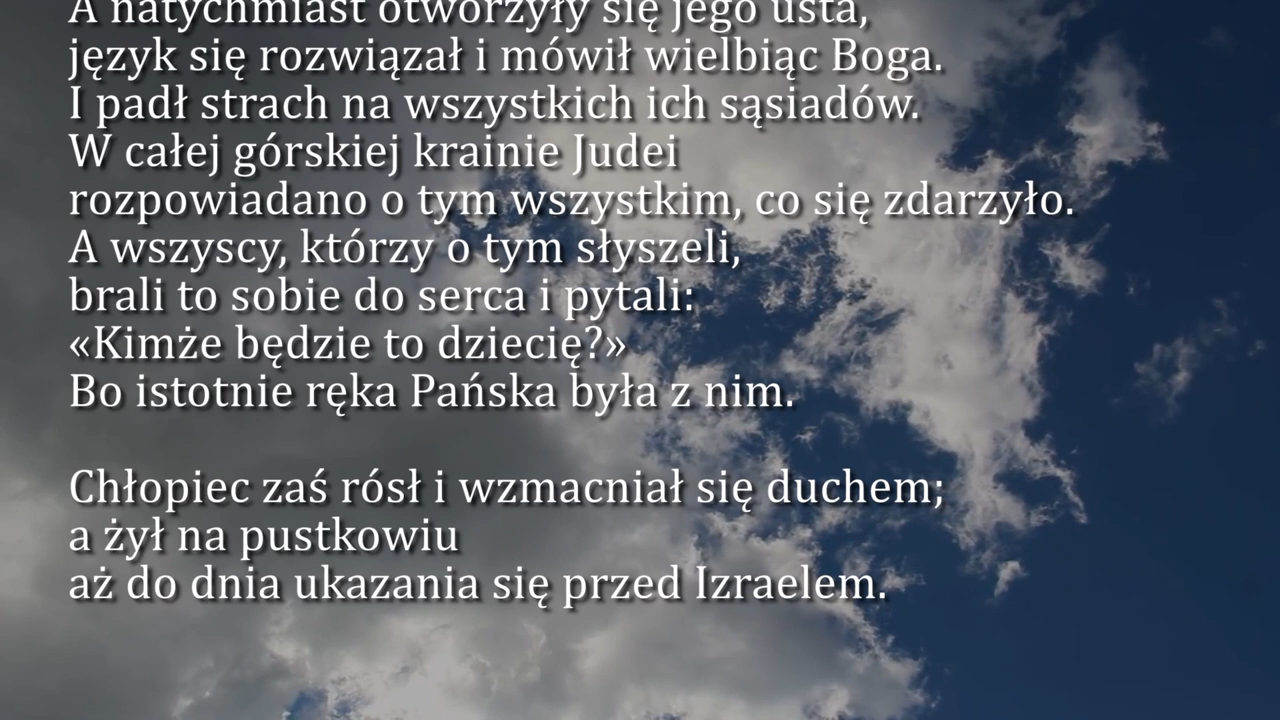 A natychmiast otworzyły się jego usta,
język się rozwiązał i mówił wielbiąc Boga.
I padł strach na wszystkich ich sąsiadów.
W całej górskiej krainie Judei
rozpowiadano o tym wszystkim, co się zdarzyło.
A wszyscy, którzy o tym słyszeli,
brali to sobie do serca i pytali:
«Kimże będzie to dziecię?»
Bo istotnie ręka Pańska była z nim.
Chłopiec zaś rósł i wzmacniał się duchem;
a żył na pustkowiu
aż do dnia ukazania się przed Izraelem.